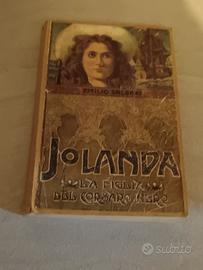 EMILIO SALGARI
JOLANDA
LA FIGLIA
DEL CORSARO NERO
subito